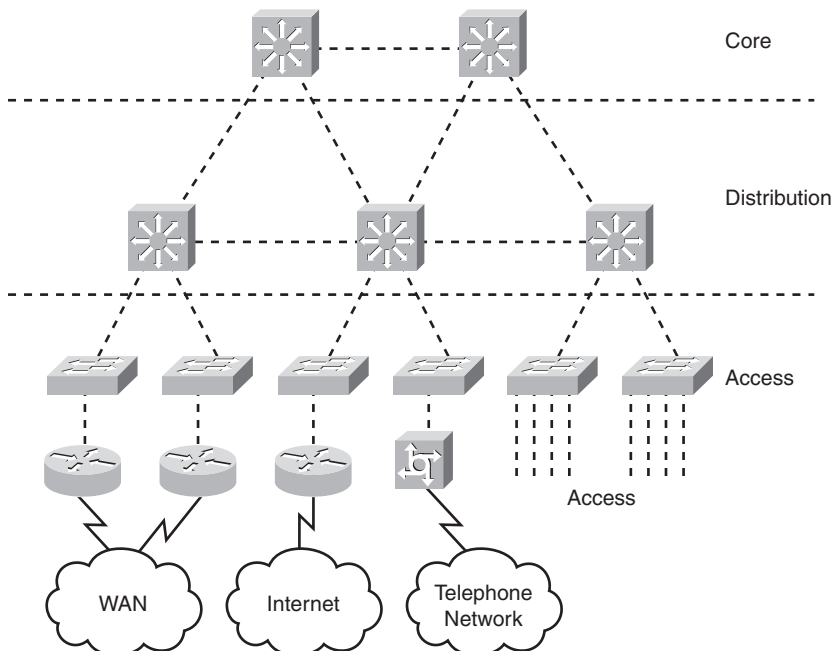 Core
Distribution
Access
Access
WAN
Internet
Telephone
Network